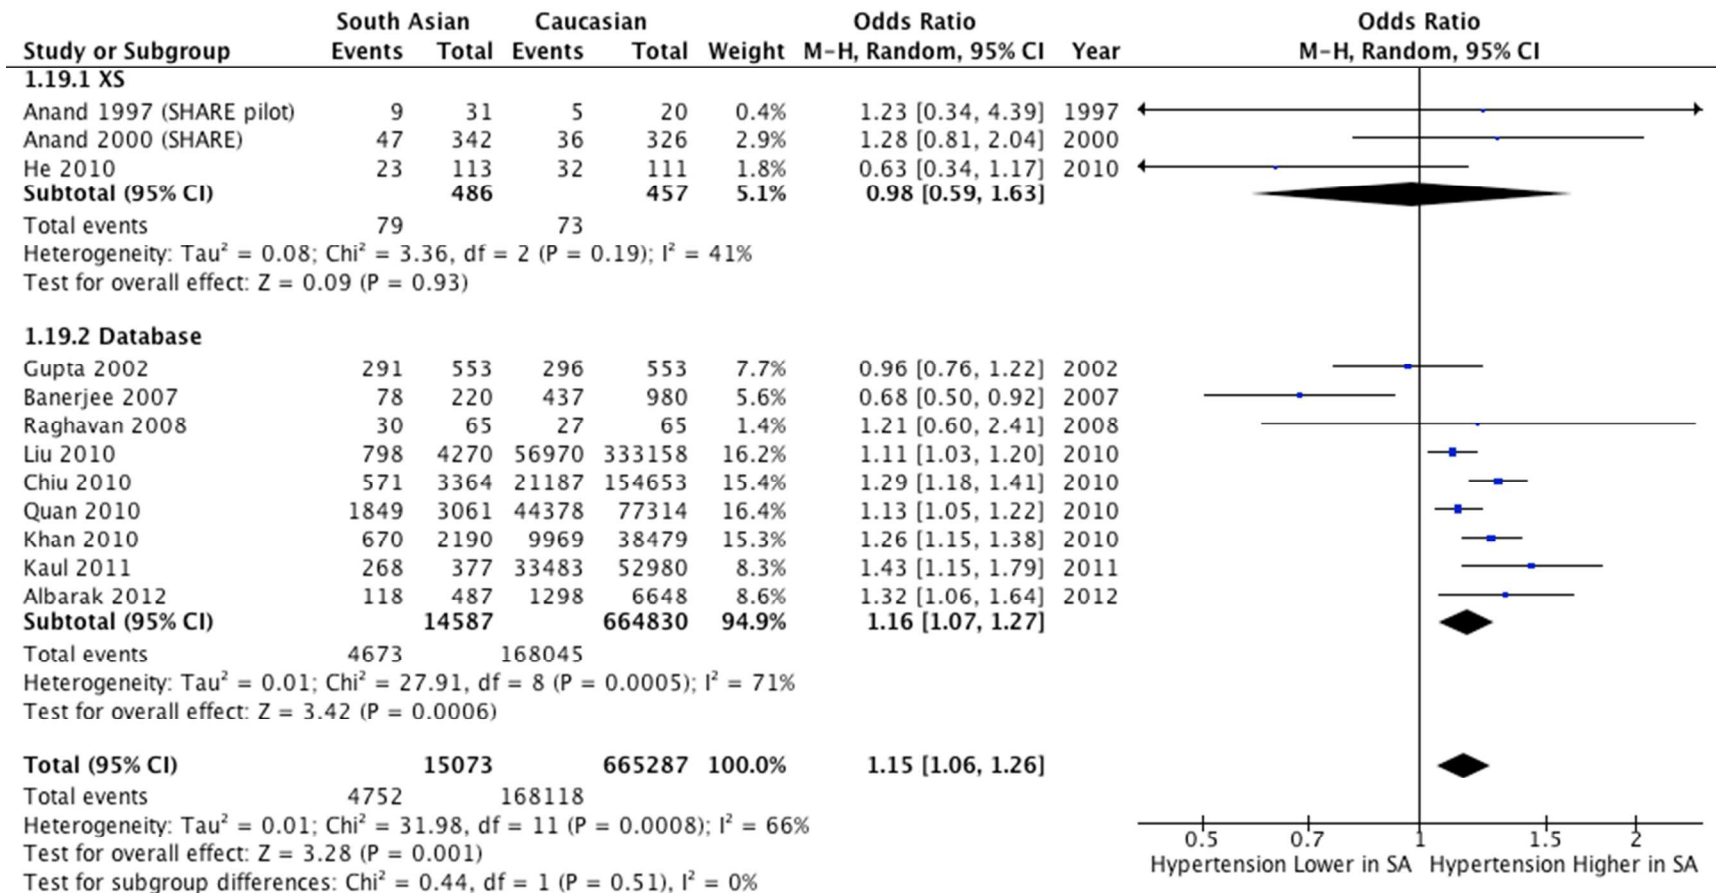 South Asian Caucasian Odds Ratio Odds Ratio
Study or Subgroup Events Total Events Total Weight M-H, Random, 95% CI Year M-H, Random, 95% CI
1.19.1 XS
Anand 1997 (SHARE pilot) 9 31 5 20 0.4% 1.23 [0.34, 4.39] 1997
Anand 2000 (SHARE) 47 342 36 326 2.9% 1.28 [0.81, 2.04] 2000
He 2010 23 113 32 111 1.8% 0.63 [0.34, 1.17] 2010
Subtotal (95% CI) 486 457 5.1% 0.98 [0.59, 1.63]
Total events 79 73
Heterogeneity: Tau² = 0.08; Chi² = 3.36, df = 2 (P = 0.19); I² = 41%
Test for overall effect: Z = 0.09 (P = 0.93)
1.19.2 Database
Gupta 2002 291 553 296 553 7.7% 0.96 [0.76, 1.22] 2002
Banerjee 2007 78 220 437 980 5.6% 0.68 [0.50, 0.92] 2007
Raghavan 2008 30 65 27 65 1.4% 1.21 [0.60, 2.41] 2008
Liu 2010 798 4270 56970 333158 16.2% 1.11 [1.03, 1.20] 2010
Chiu 2010 571 3364 21187 154653 15.4% 1.29 [1.18, 1.41] 2010
Quan 2010 1849 3061 44378 77314 16.4% 1.13 [1.05, 1.22] 2010
Khan 2010 670 2190 9969 38479 15.3% 1.26 [1.15, 1.38] 2010
Kaul 2011 268 377 33483 52980 8.3% 1.43 [1.15, 1.79] 2011
Albarak 2012 118 487 1298 6648 8.6% 1.32 [1.06, 1.64] 2012
Subtotal (95% CI) 14587 664830 94.9% 1.16 [1.07, 1.27]
Total events 4673 168045
Heterogeneity: Tau² = 0.01; Chi² = 27.91, df = 8 (P = 0.0005); I² = 71%
Test for overall effect: Z = 3.42 (P = 0.0006)
Total (95% CI) 15073 665287 100.0% 1.15 [1.06, 1.26]
Total events 4752 168118
Heterogeneity: Tau² = 0.01; Chi² = 31.98, df = 11 (P = 0.0008); I² = 66%
Test for overall effect: Z = 3.28 (P = 0.001)
Test for subgroup differences: Chi² = 0.44, df = 1 (P = 0.51), I² = 0%
0.5 0.7 1 1.5 2
Hypertension Lower in SA Hypertension Higher in SA